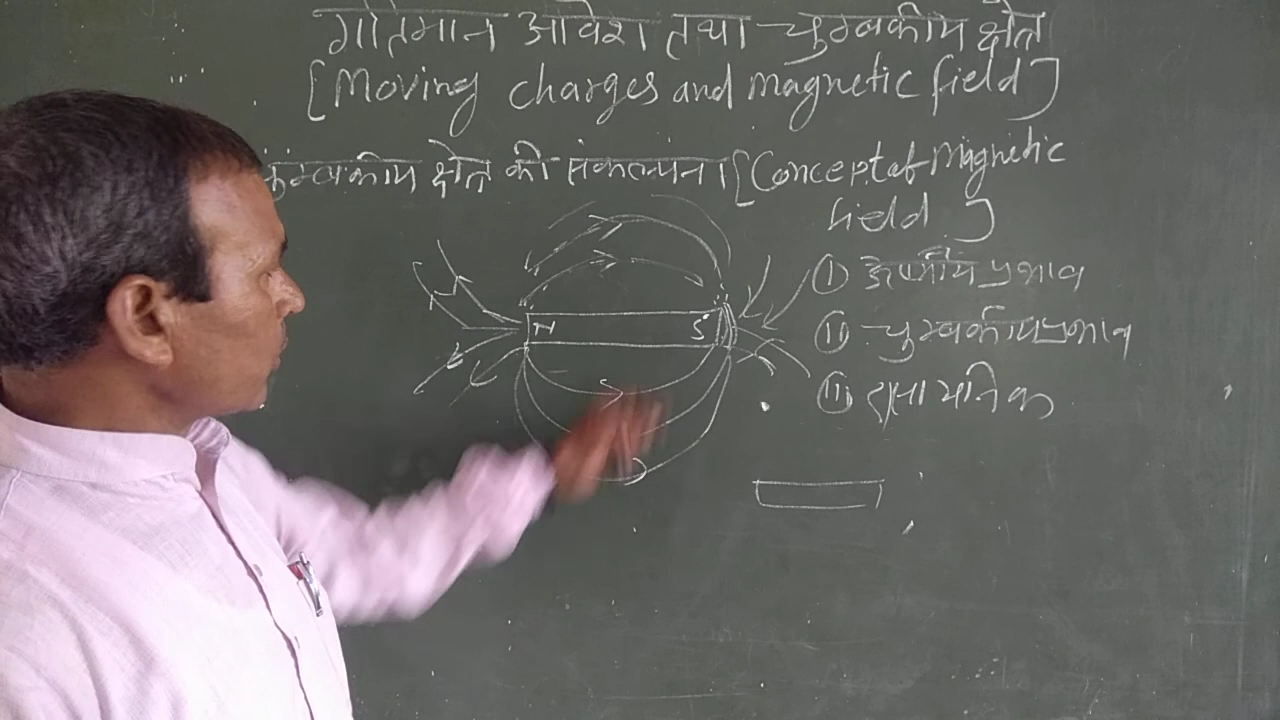 गतिमान आवेश तथा चुम्बकीय क्षेत्र
[Moving charges and magnetic field]
चुम्बकीय क्षेत्र की संकल्पना [Concept of Magnetic
field]
N S
(I) ऊष्मीय प्रभाव
(II) चुम्बकीय प्रभाव
(III) रासायनिक